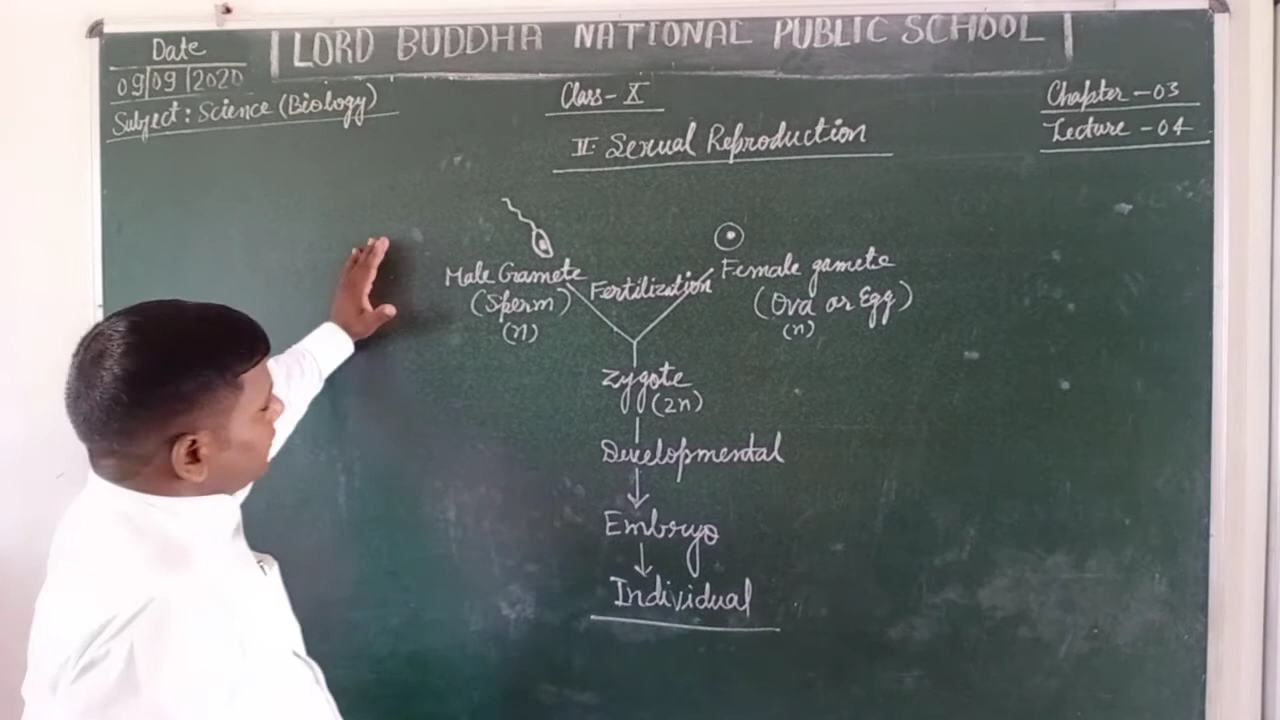 Date
LORD BUDDHA NATIONAL PUBLIC SCHOOL
09/09/2020
Subject: Science (Biology)
Class - X
Chapter - 03
Lecture - 04
II. Sexual Reproduction
Male Gramete
(Sperm)
(n)
Fertilization
Female gamete
(Ova or Egg)
(n)
Zygote
(2n)
Developmental
Embryo
Individual